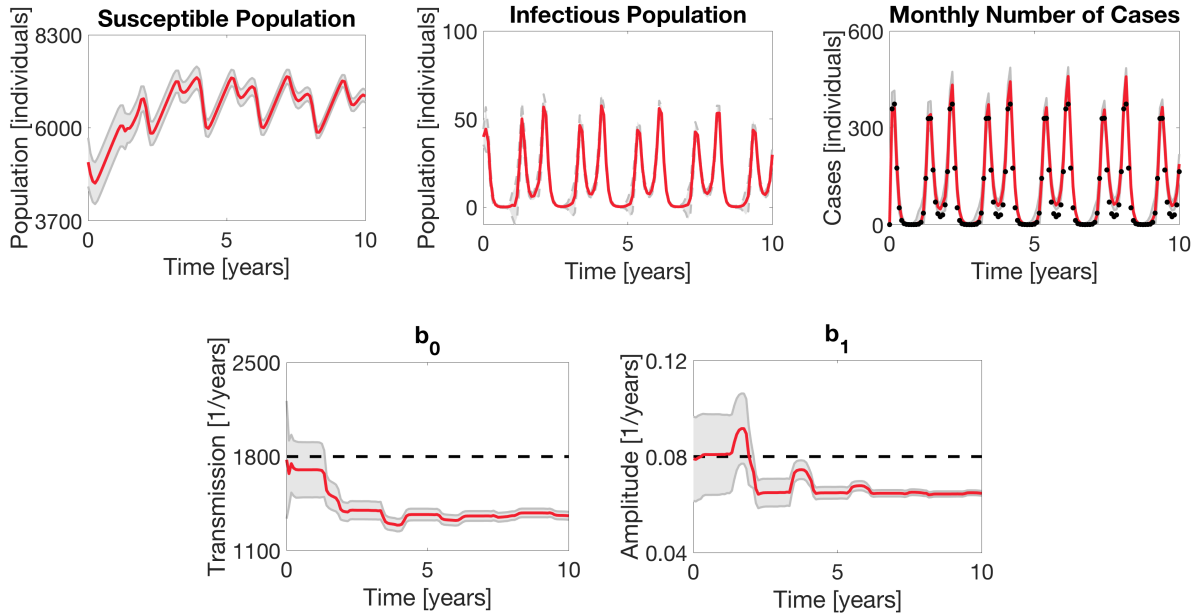 Susceptible Population
Population [individuals]
8300
6000
3700
0 5 10
Time [years]
Infectious Population
Population [individuals]
100
50
0
0 5 10
Time [years]
Monthly Number of Cases
Cases [individuals]
600
300
0
0 5 10
Time [years]
b0
Transmission [1/years]
2500
1800
1100
0 5 10
Time [years]
b1
Amplitude [1/years]
0.12
0.08
0.04
0 5 10
Time [years]